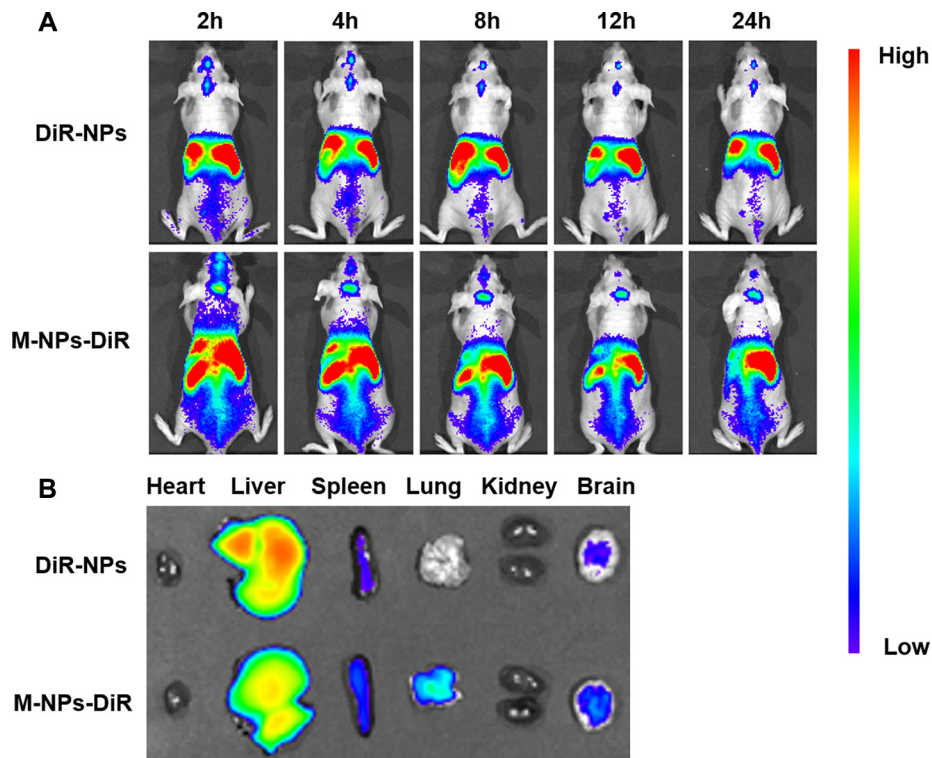 A
2h 4h 8h 12h 24h
High
DiR-NPs
M-NPs-DiR
B
Heart Liver Spleen Lung Kidney Brain
DiR-NPs
Low
M-NPs-DiR